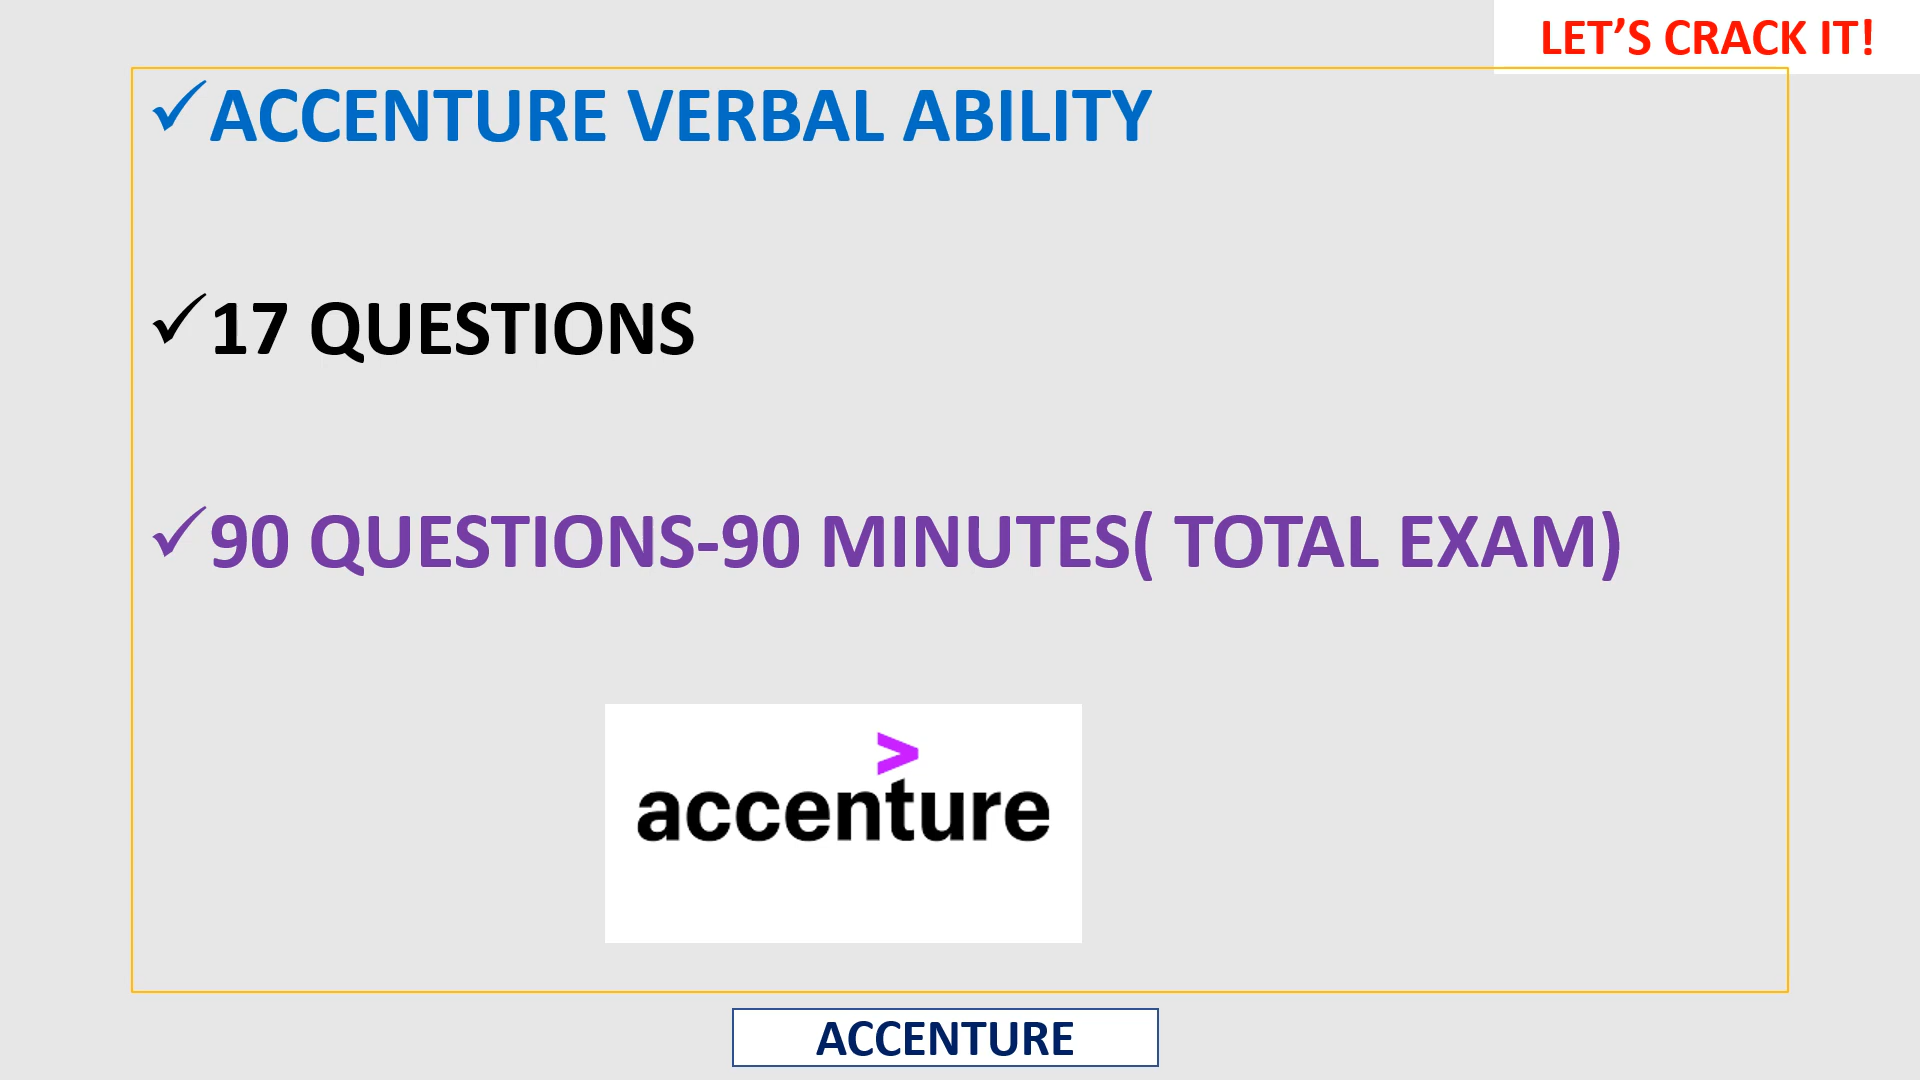 LET’S CRACK IT!
✓ACCENTURE VERBAL ABILITY
✓17 QUESTIONS
✓90 QUESTIONS-90 MINUTES( TOTAL EXAM)
>
accenture
ACCENTURE